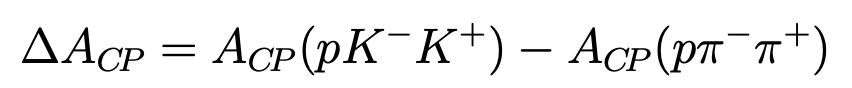 ΔA_{CP} = A_{CP}(pK⁻K⁺) − A_{CP}(pπ⁻π⁺)